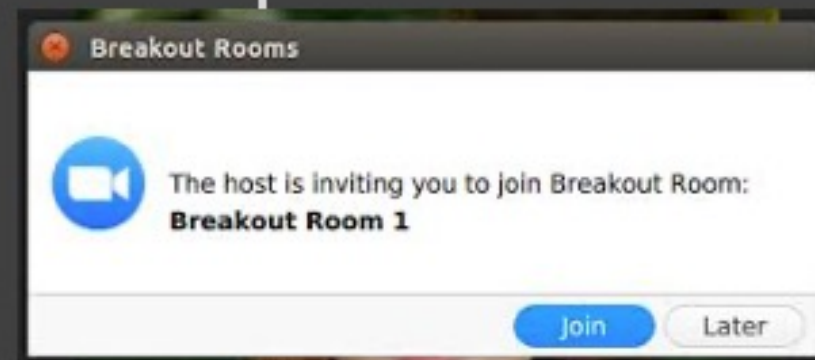 Breakout Rooms
The host is inviting you to join Breakout Room:
Breakout Room 1
Join Later